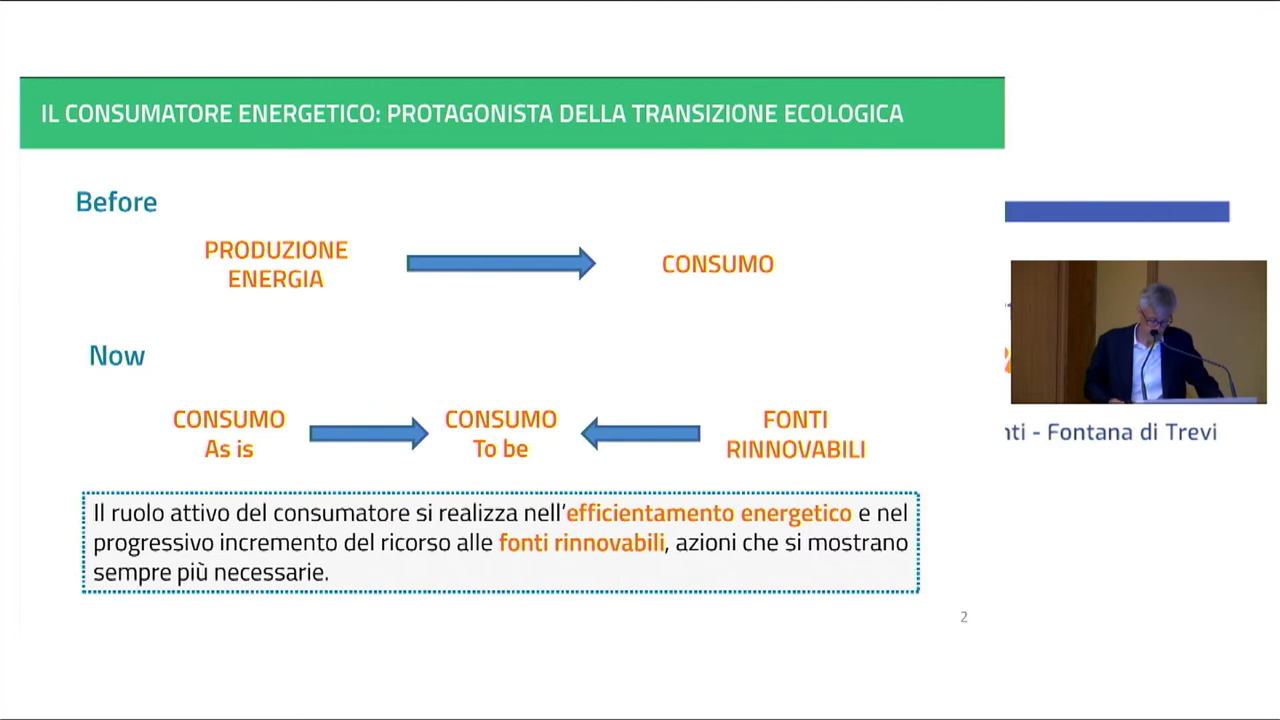 IL CONSUMATORE ENERGETICO: PROTAGONISTA DELLA TRANSIZIONE ECOLOGICA
Before
PRODUZIONE
ENERGIA
CONSUMO
Now
CONSUMO
As is
CONSUMO
To be
FONTI
RINNOVABILI
Il ruolo attivo del consumatore si realizza nell'efficientamento energetico e nel
progressivo incremento del ricorso alle fonti rinnovabili, azioni che si mostrano
sempre più necessarie.
2
- Fontana di Trevi